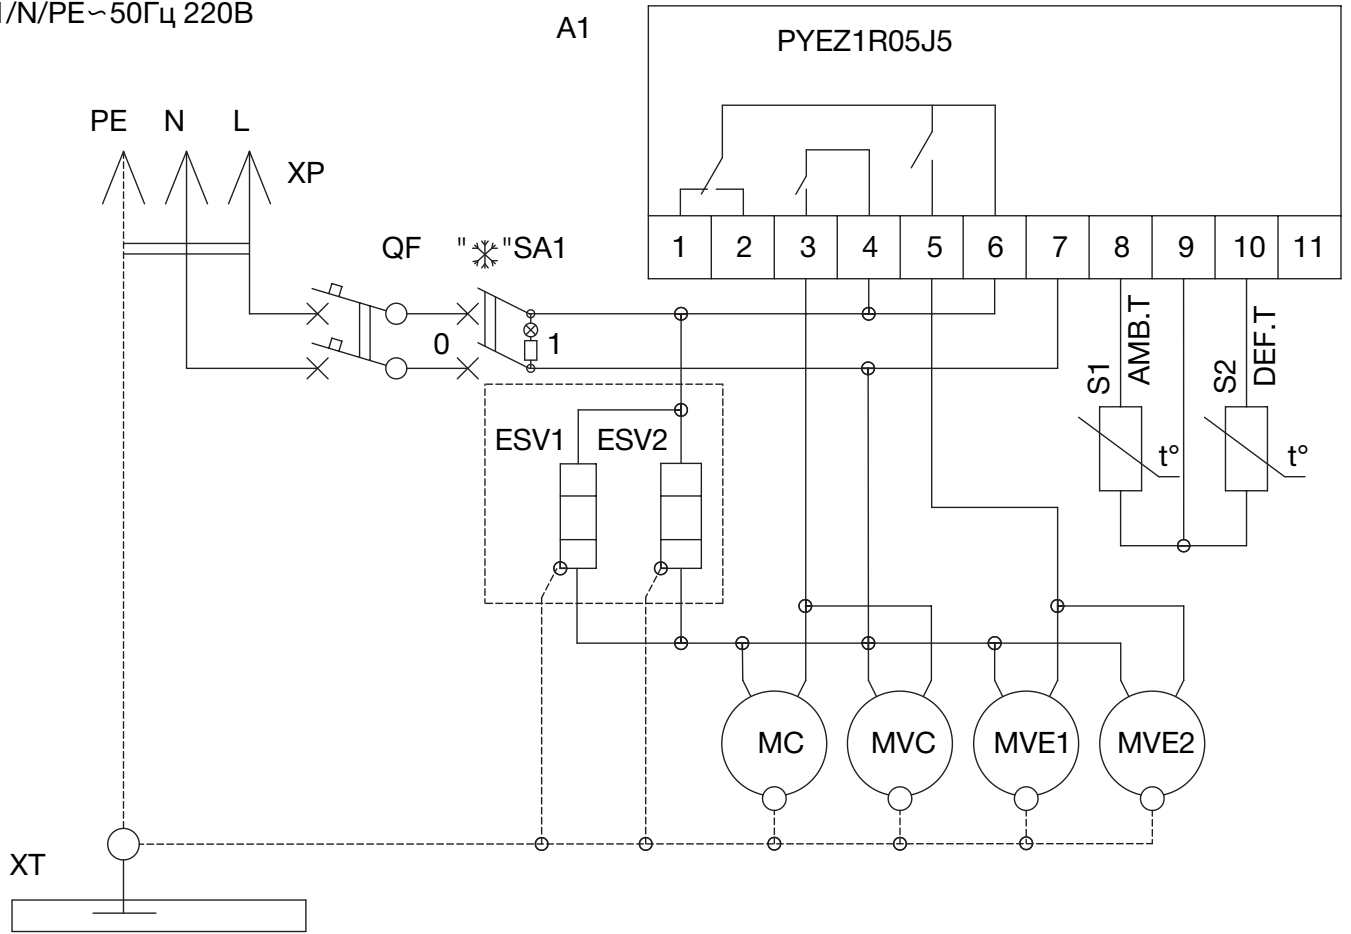 1/N/PE~50Гц 220В
A1
PYEZ1R05J5
PE N L
XP
QF "❄"SA1
1 2 3 4 5 6 7 8 9 10 11
0 1
S1 AMB.T S2 DEF.T
ESV1 ESV2
t° t°
MC MVC MVE1 MVE2
XT